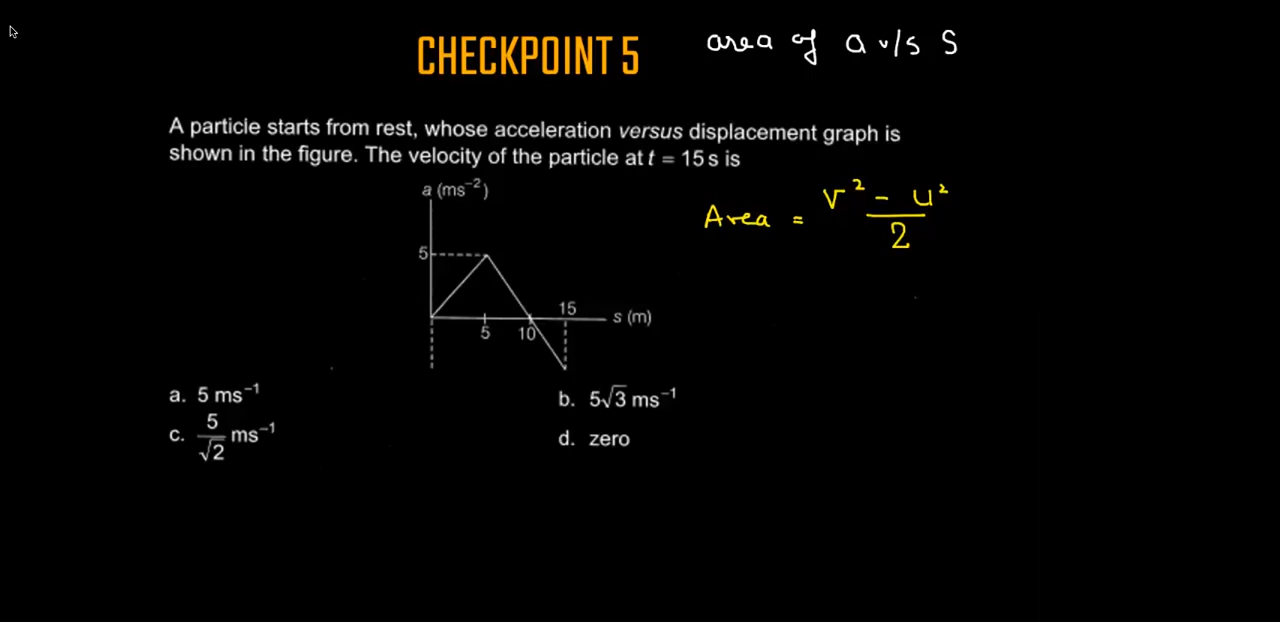 CHECKPOINT 5
area of a v/s S
A particle starts from rest, whose acceleration versus displacement graph is
shown in the figure. The velocity of the particle at t = 15 s is
a (ms⁻²)
Area = v² - u² / 2
5
15
s (m)
5
10
a. 5 ms⁻¹
b. 5√3 ms⁻¹
c. 5/√2 ms⁻¹
d. zero